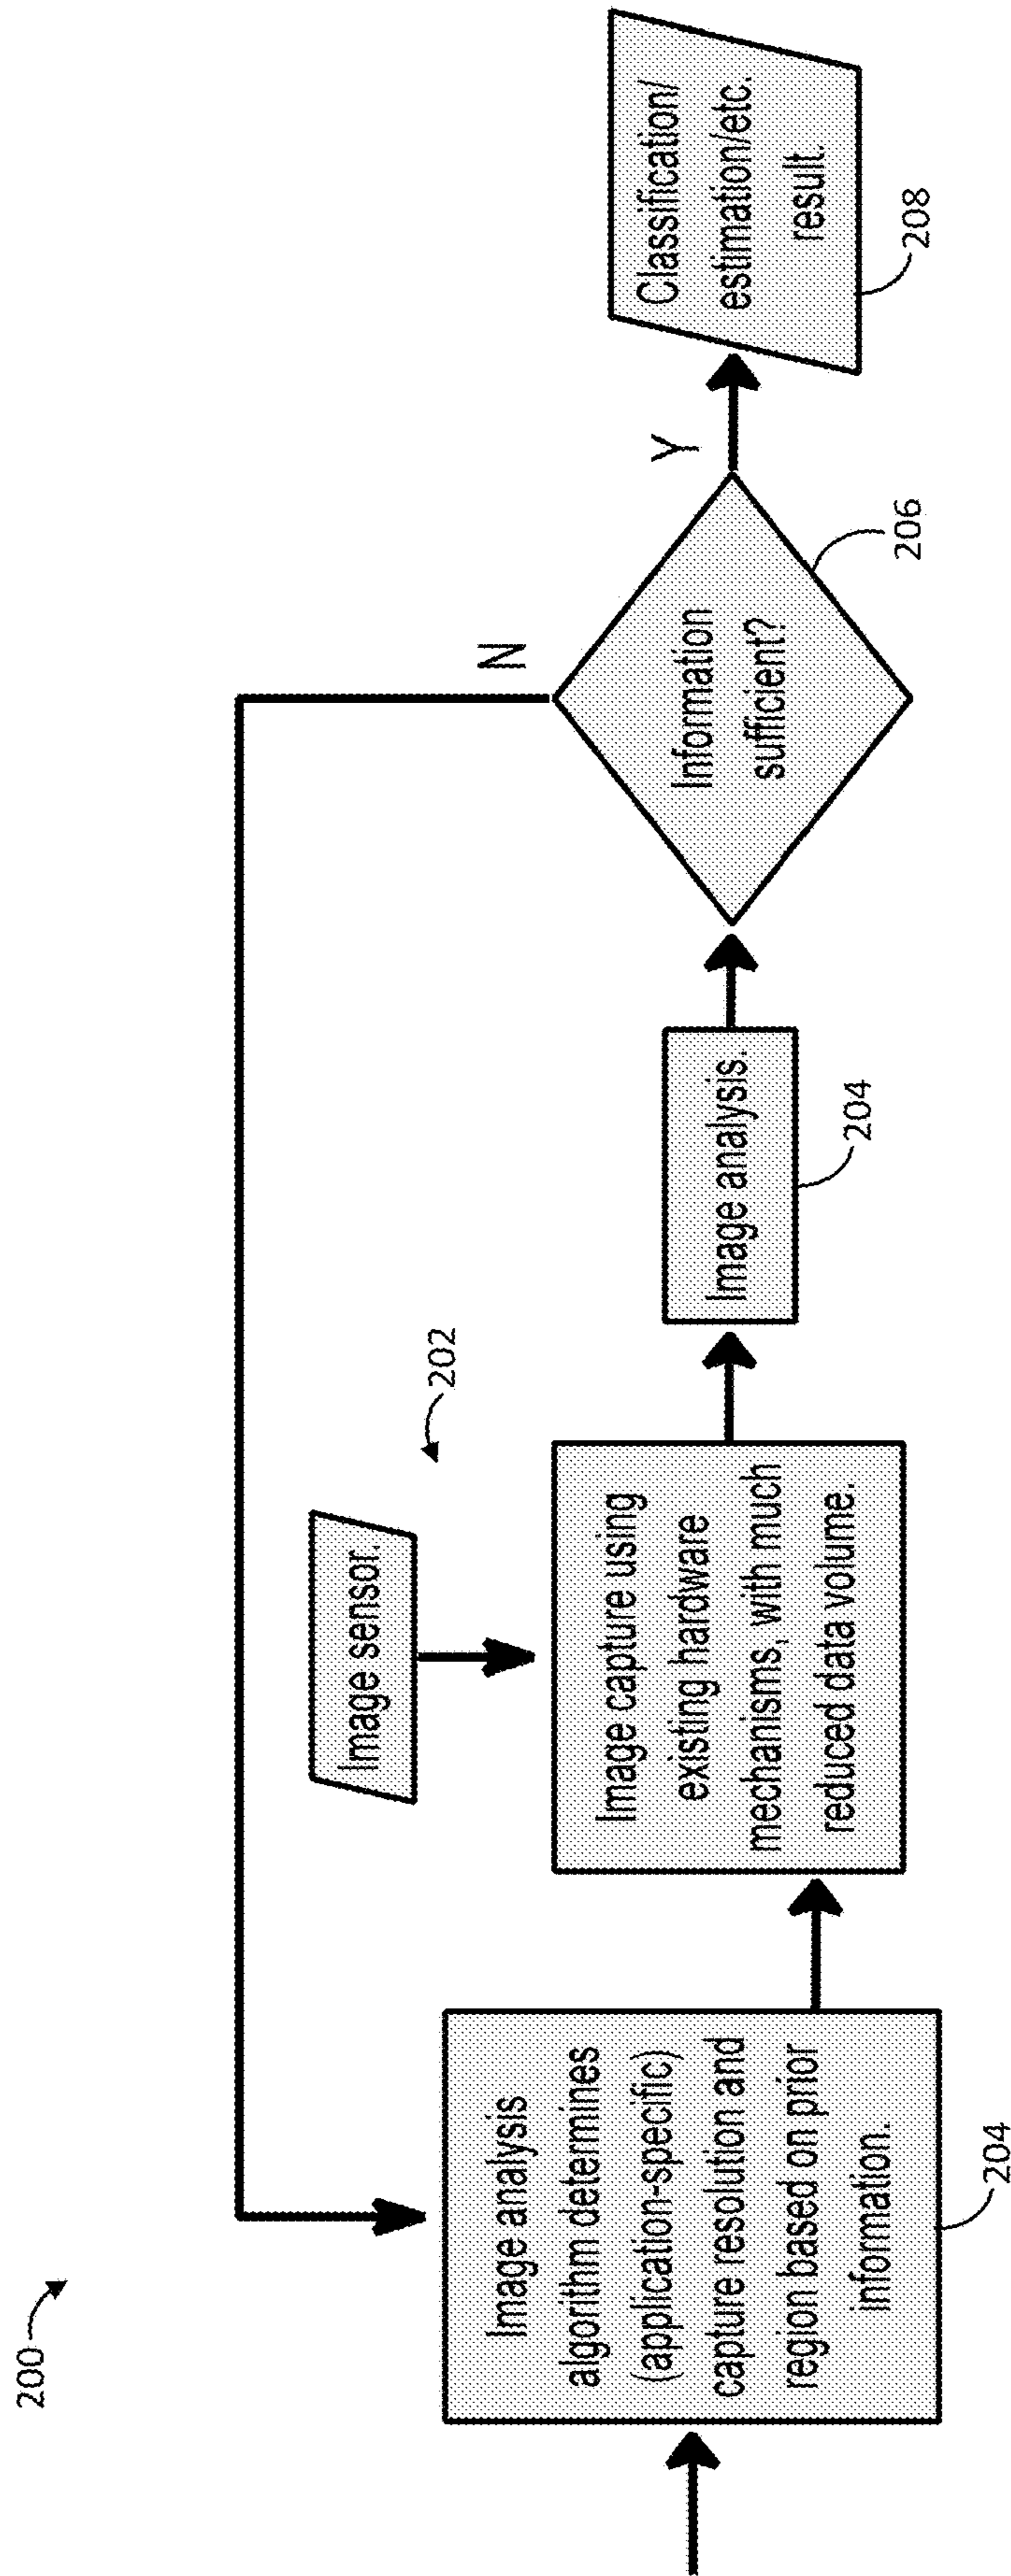 200
Image analysis
algorithm determines
(application-specific)
capture resolution and
region based on prior
information.
204
Image sensor.
202
Image capture using
existing hardware
mechanisms, with much
reduced data volume.
Image analysis.
204
N
Information
sufficient?
206
Y
Classification/
estimation/etc.
result.
208